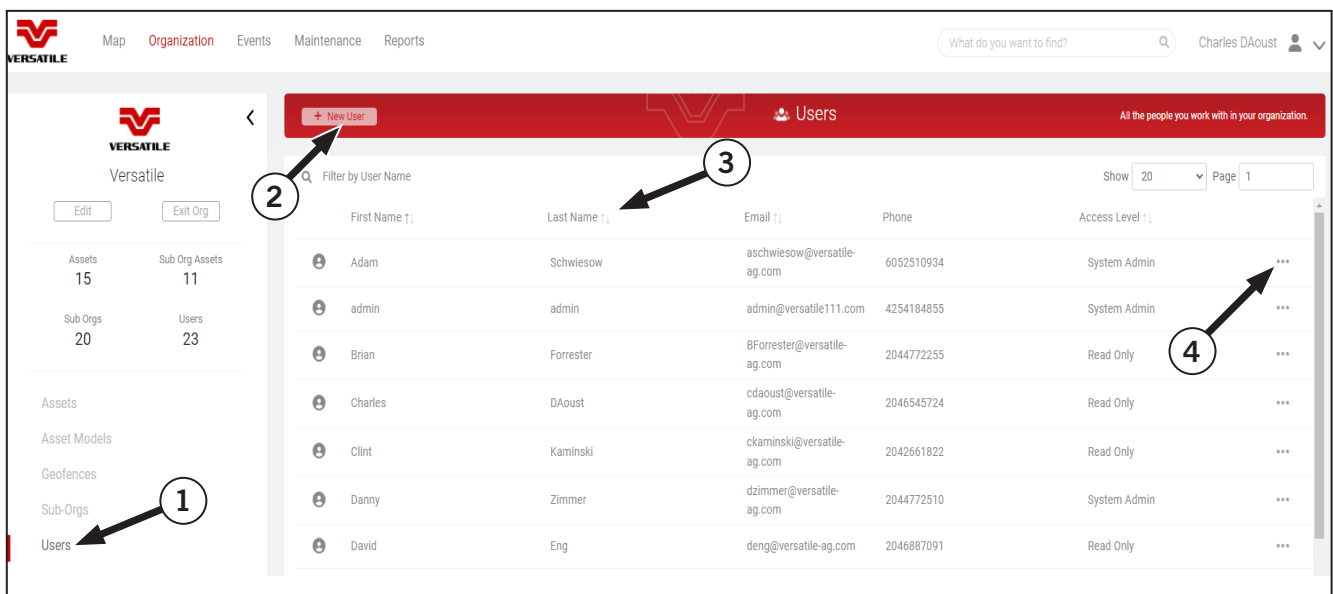 VERSATILE
Map Organization Events Maintenance Reports
What do you want to find?
Charles DAoust
VERSATILE
Versatile
Edit Exit Org
Assets Sub Org Assets
15 11
Sub Orgs Users
20 23
Assets
Asset Models
Geofences
Sub-Orgs
Users
1
+ New User
Users
All the people you work with in your organization.
2
3
Filter by User Name
Show 20 Page 1
First Name ↑↓ Last Name ↑↓ Email ↑↓ Phone Access Level ↑↓
Adam Schwiesow aschwiesow@versatile-
ag.com 6052510934 System Admin ...
admin admin admin@versatile111.com 4254184855 System Admin ...
4
Brian Forrester BForrester@versatile-
ag.com 2044772255 Read Only ...
Charles DAoust cdaoust@versatile-
ag.com 2046545724 Read Only ...
Clint Kaminski ckaminski@versatile-
ag.com 2042661822 Read Only ...
Danny Zimmer dzimmer@versatile-
ag.com 2044772510 System Admin ...
David Eng deng@versatile-ag.com 2046887091 Read Only ...